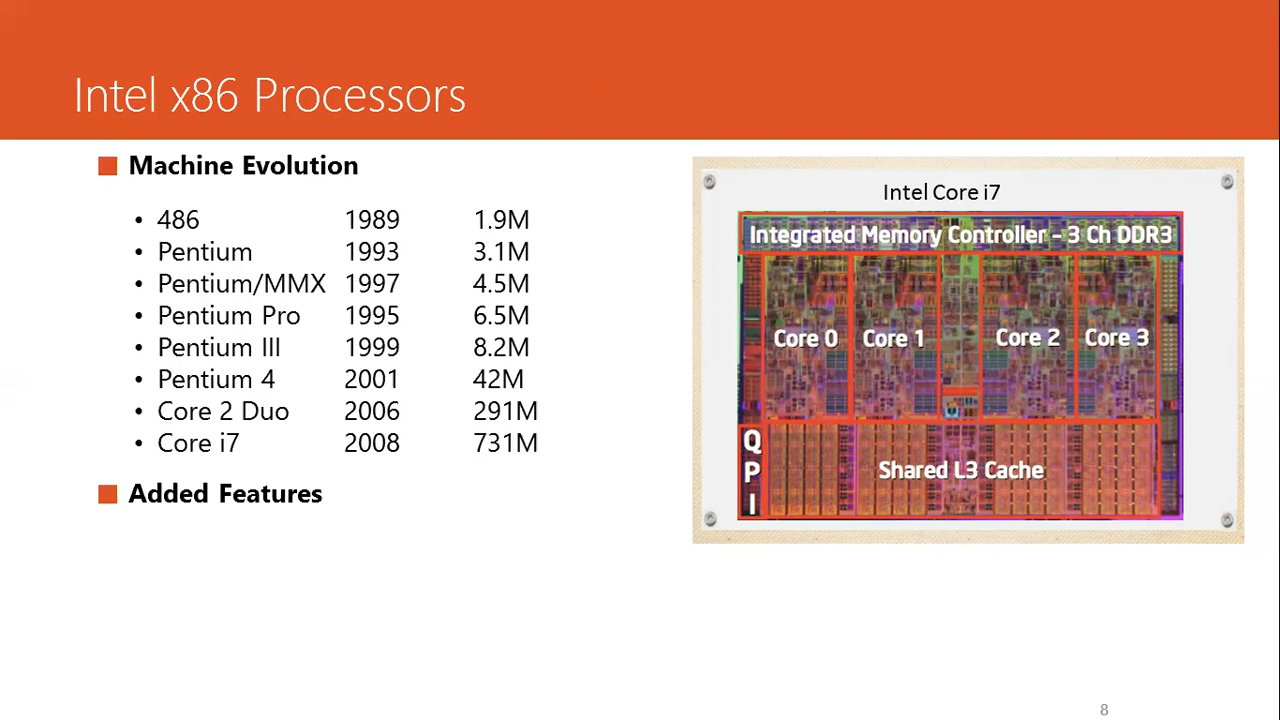 Intel x86 Processors
Machine Evolution
• 486 1989 1.9M
• Pentium 1993 3.1M
• Pentium/MMX 1997 4.5M
• Pentium Pro 1995 6.5M
• Pentium III 1999 8.2M
• Pentium 4 2001 42M
• Core 2 Duo 2006 291M
• Core i7 2008 731M
Added Features
Intel Core i7
Integrated Memory Controller – 3 Ch DDR3
Core 0 Core 1 Core 2 Core 3
Q
P
I
Shared L3 Cache
8